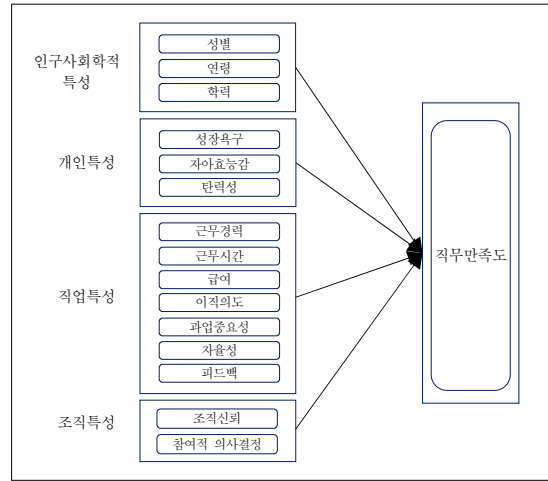 인구사회학적
특성
성별
연령
학력
개인특성
성장욕구
자아효능감
탄력성
직업특성
근무경력
근무시간
급여
이직의도
과업중요성
자율성
피드백
조직특성
조직신뢰
참여적 의사결정
직무만족도